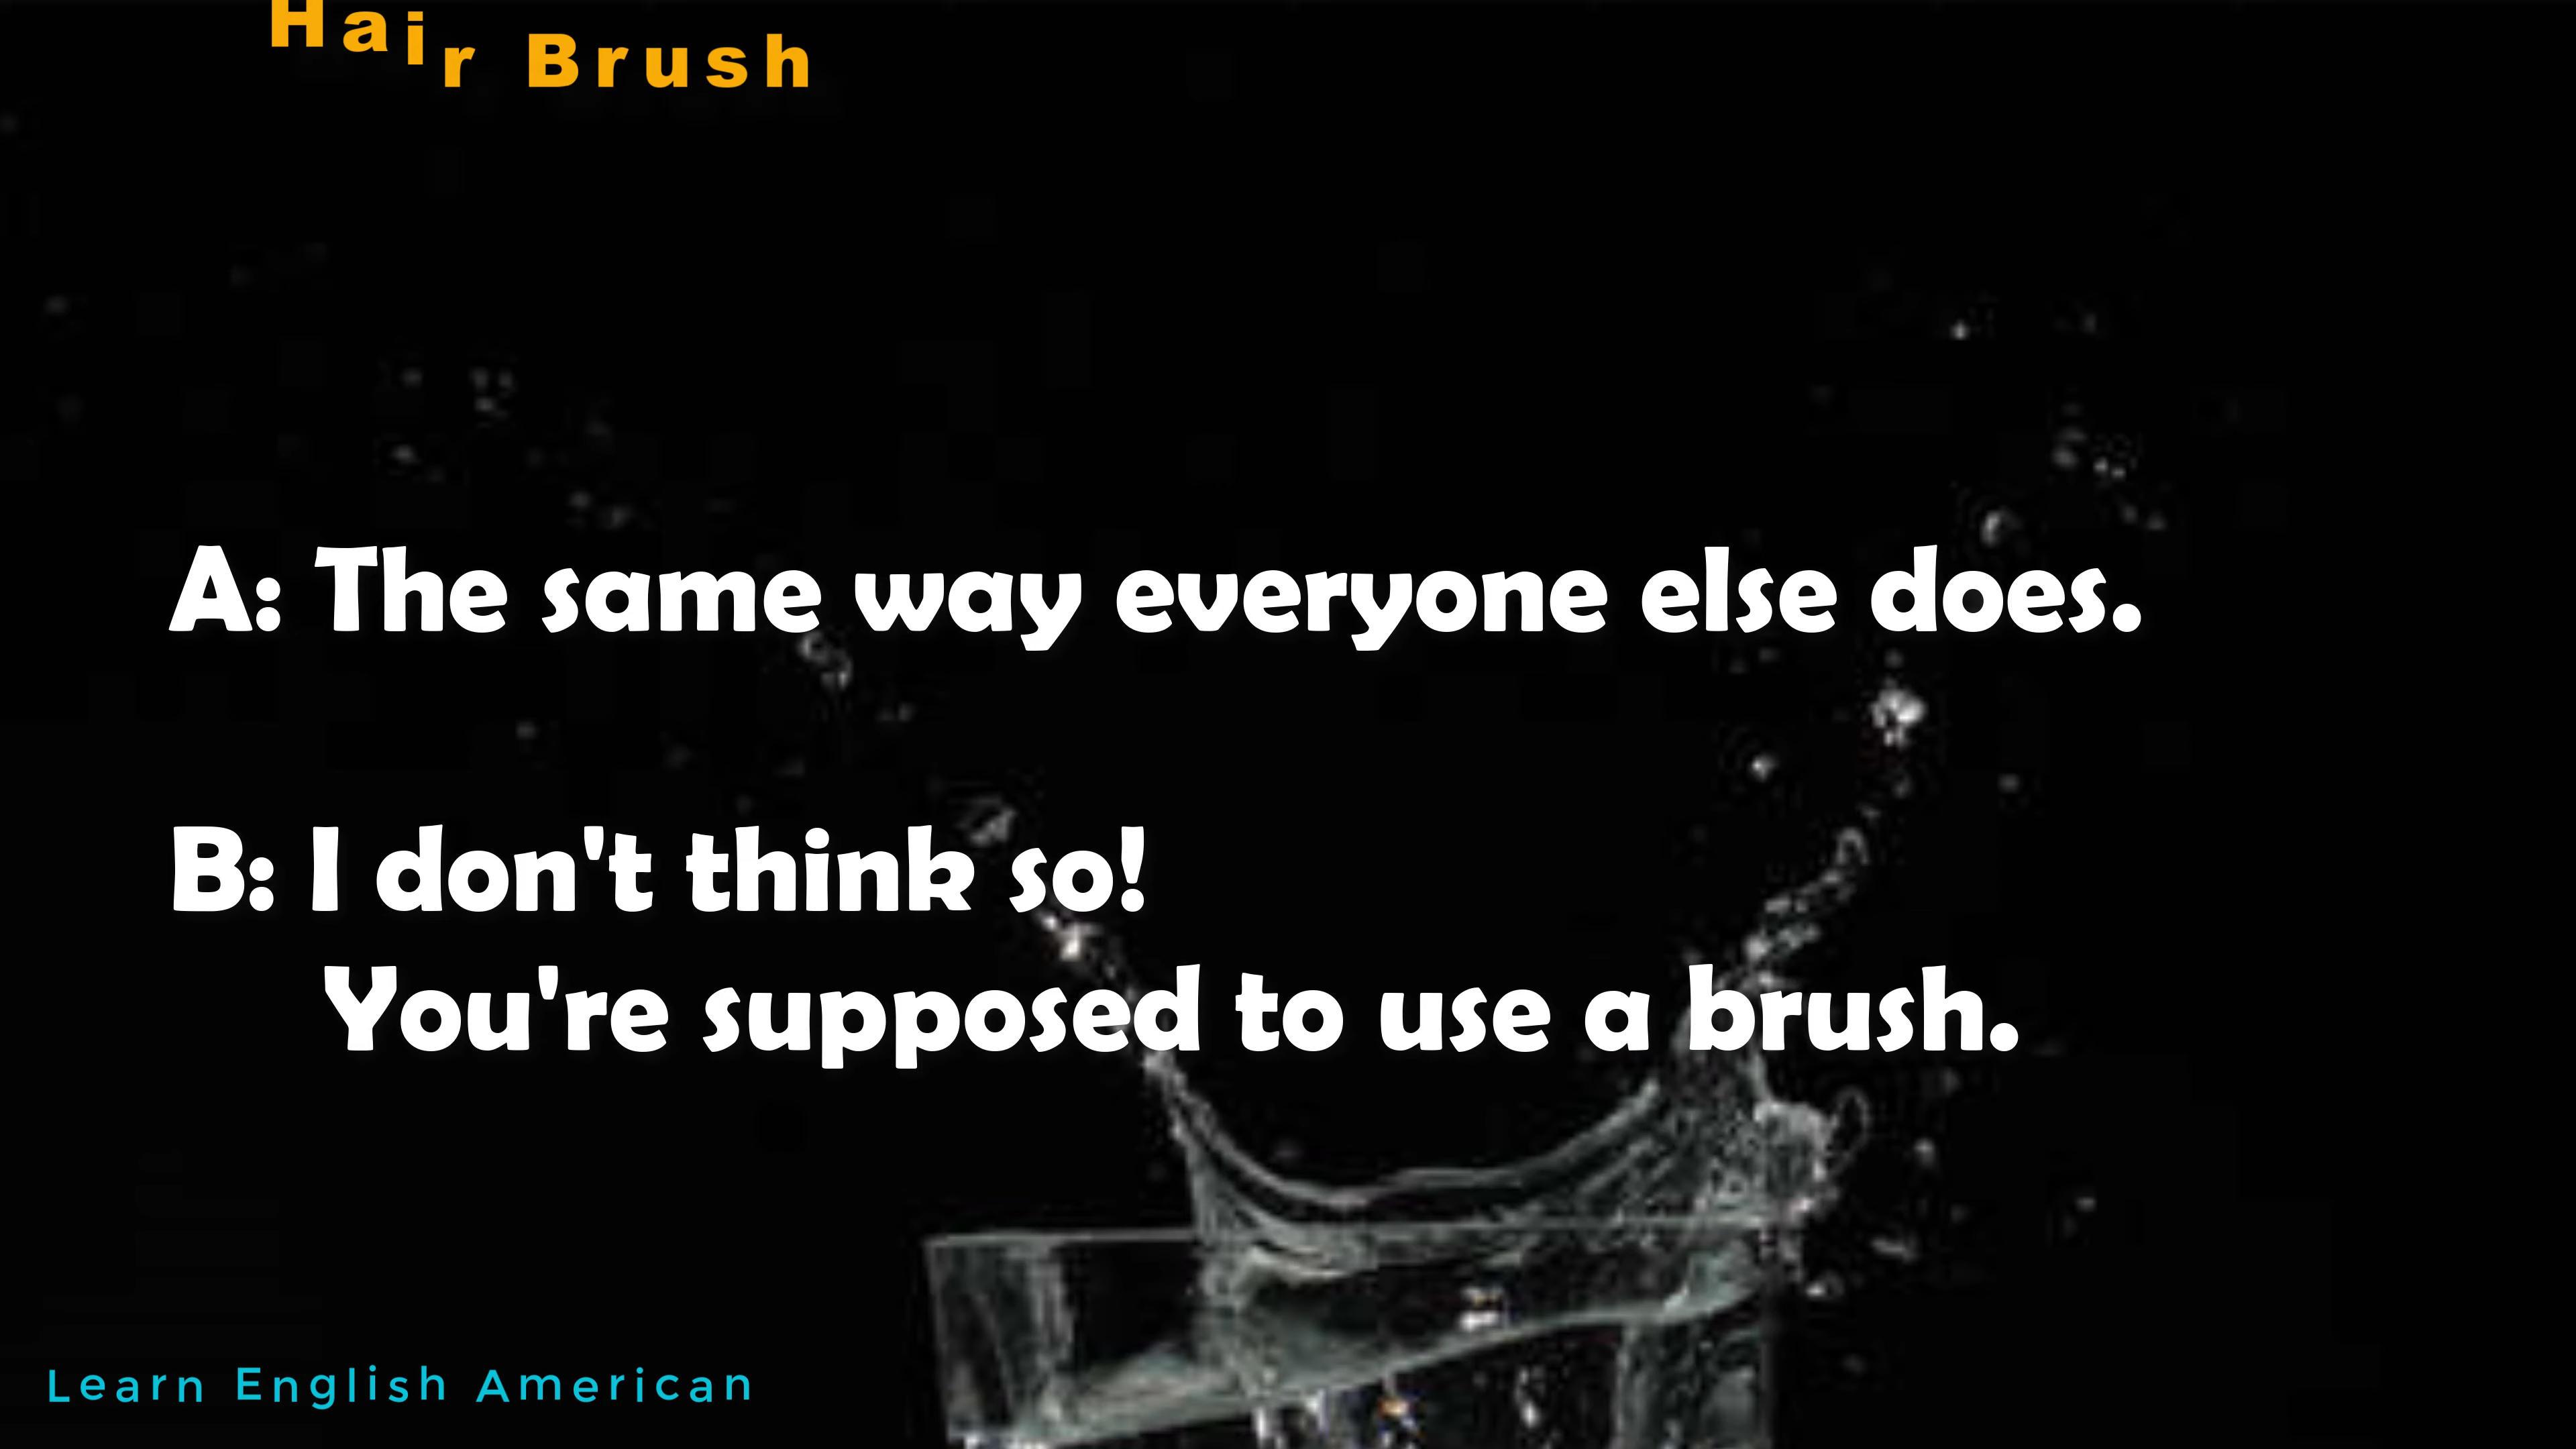 Hair Brush
A: The same way everyone else does.
B: I don't think so!
You're supposed to use a brush.
Learn English American